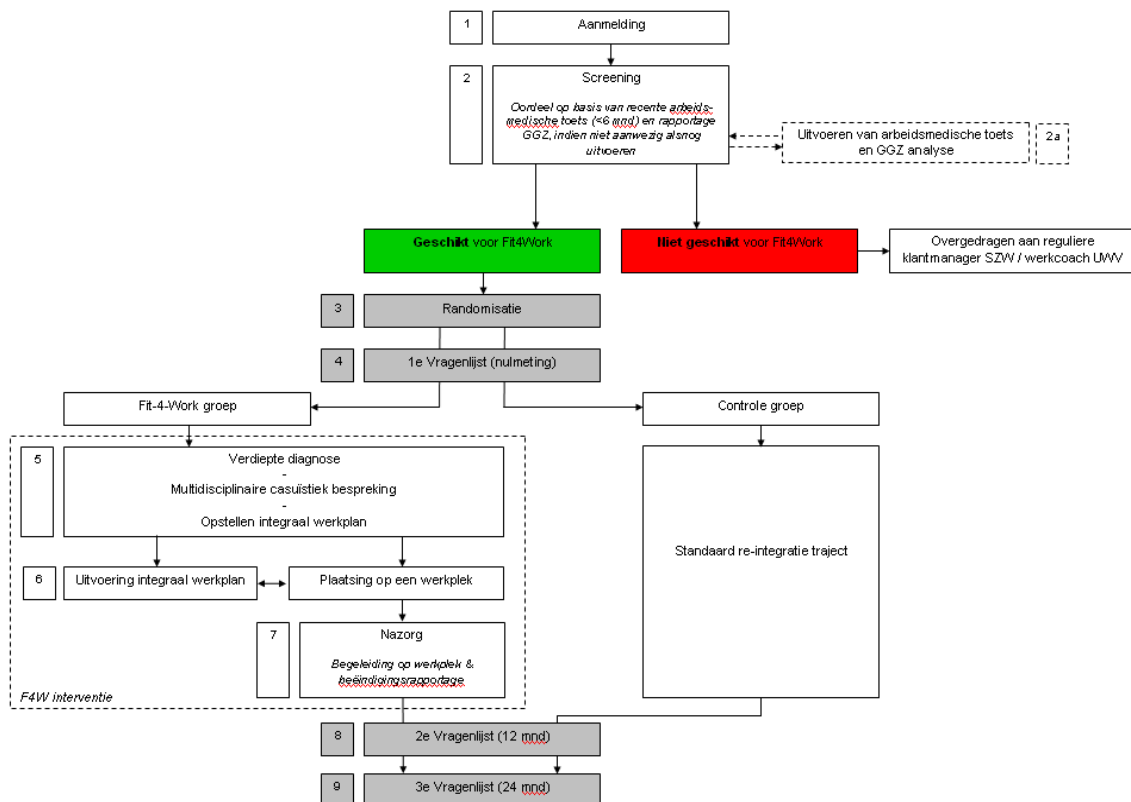 1
Aanmelding
2
Screening
Oordeel op basis van recente arbeids-
medische toets (<6 mnd) en rapportage
GGZ, indien niet aanwezig alsnog
uitvoeren
Uitvoeren van arbeidsmedische toets
en GGZ analyse
2a
Geschikt voor Fit4Work
Niet geschikt voor Fit4Work
Overgedragen aan reguliere
klantmanager SZW / werkcoach UWV
3
Randomisatie
4
1e Vragenlijst (nulmeting)
Fit-4-Work groep
Controle groep
5
Verdiepte diagnose
-
Multidisciplinaire casuïstiek bespreking
-
Opstellen integraal werkplan
Standaard re-integratie traject
6
Uitvoering integraal werkplan
Plaatsing op een werkplek
7
Nazorg
Begeleiding op werkplek &
beëindigingsrapportage
F4W interventie
8
2e Vragenlijst (12 mnd)
9
3e Vragenlijst (24 mnd)